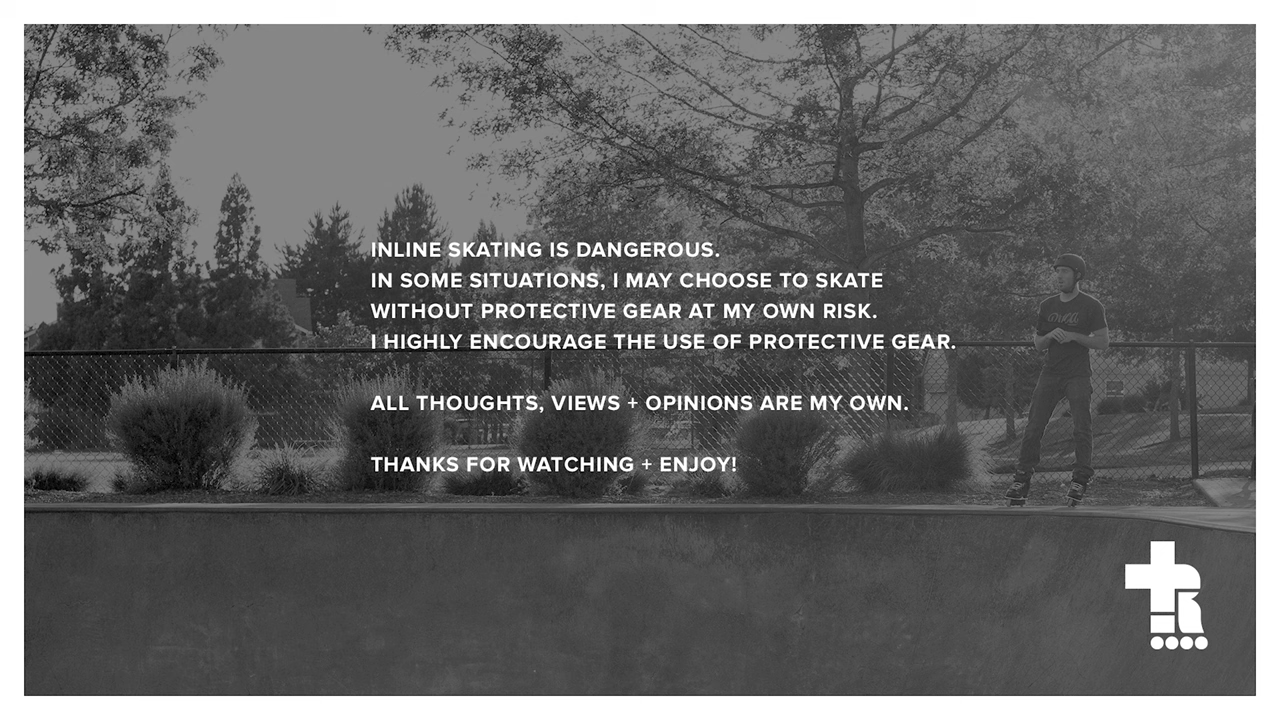 INLINE SKATING IS DANGEROUS.
IN SOME SITUATIONS, I MAY CHOOSE TO SKATE
WITHOUT PROTECTIVE GEAR AT MY OWN RISK.
I HIGHLY ENCOURAGE THE USE OF PROTECTIVE GEAR.
ALL THOUGHTS, VIEWS + OPINIONS ARE MY OWN.
THANKS FOR WATCHING + ENJOY!